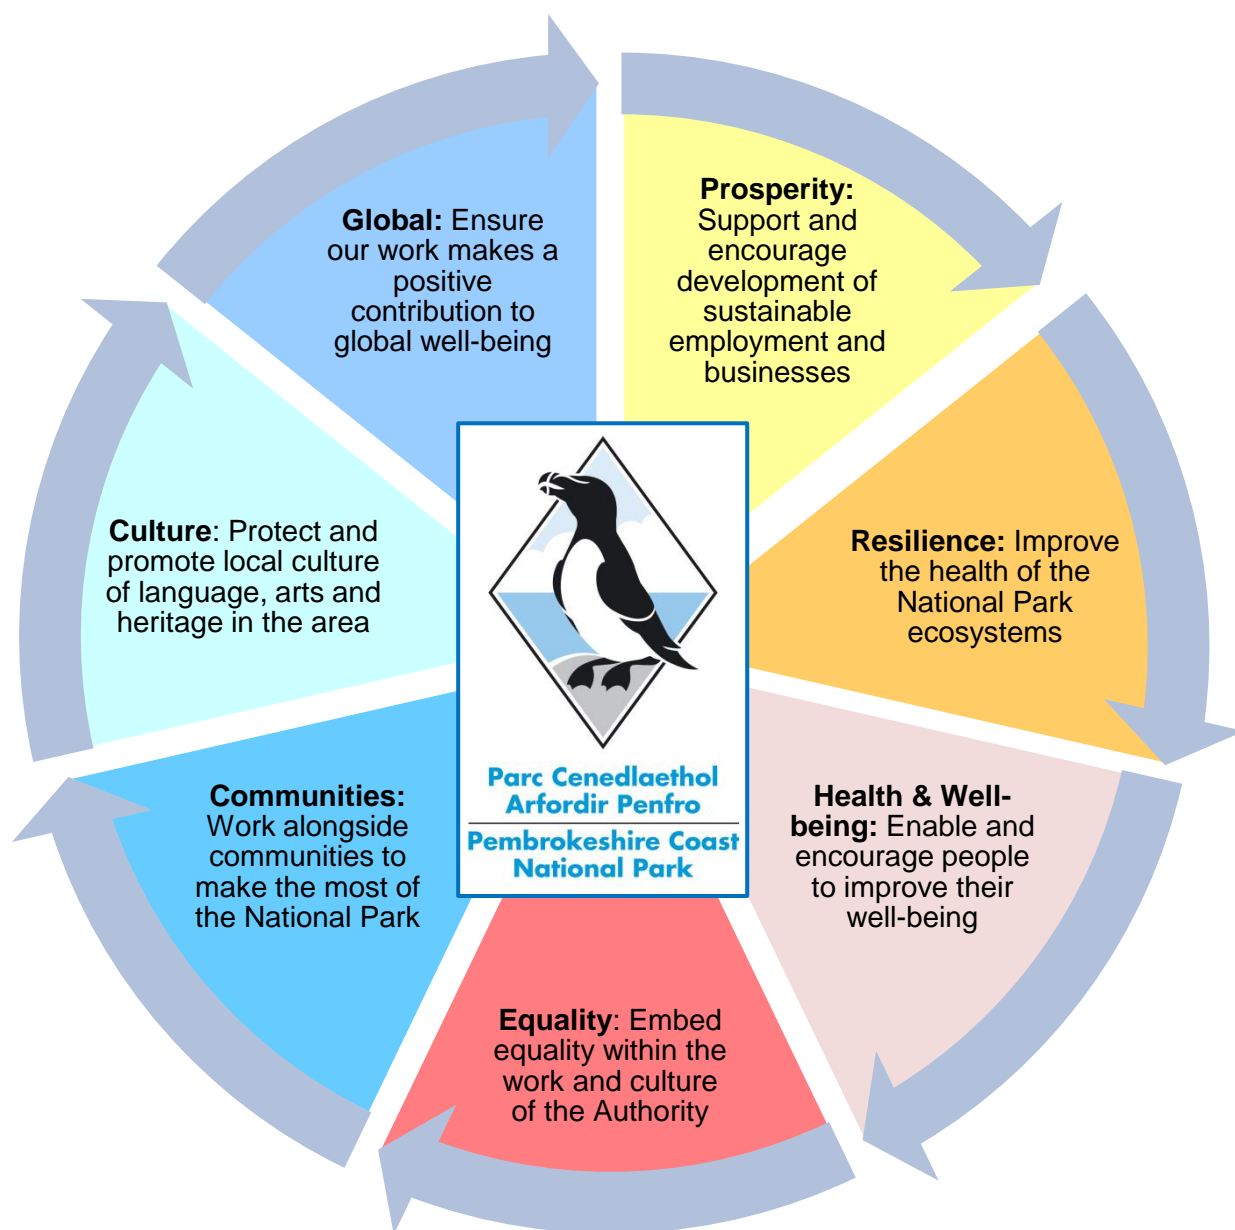 Prosperity:
Support and
encourage
development of
sustainable
employment and
businesses
Resilience: Improve
the health of the
National Park
ecosystems
Health & Well-
being: Enable and
encourage people
to improve their
well-being
Equality: Embed
equality within the
work and culture
of the Authority
Communities:
Work alongside
communities to
make the most of
the National Park
Culture: Protect and
promote local culture
of language, arts and
heritage in the area
Global: Ensure
our work makes a
positive
contribution to
global well-being
Parc Cenedlaethol
Arfordir Penfro
Pembrokeshire Coast
National Park